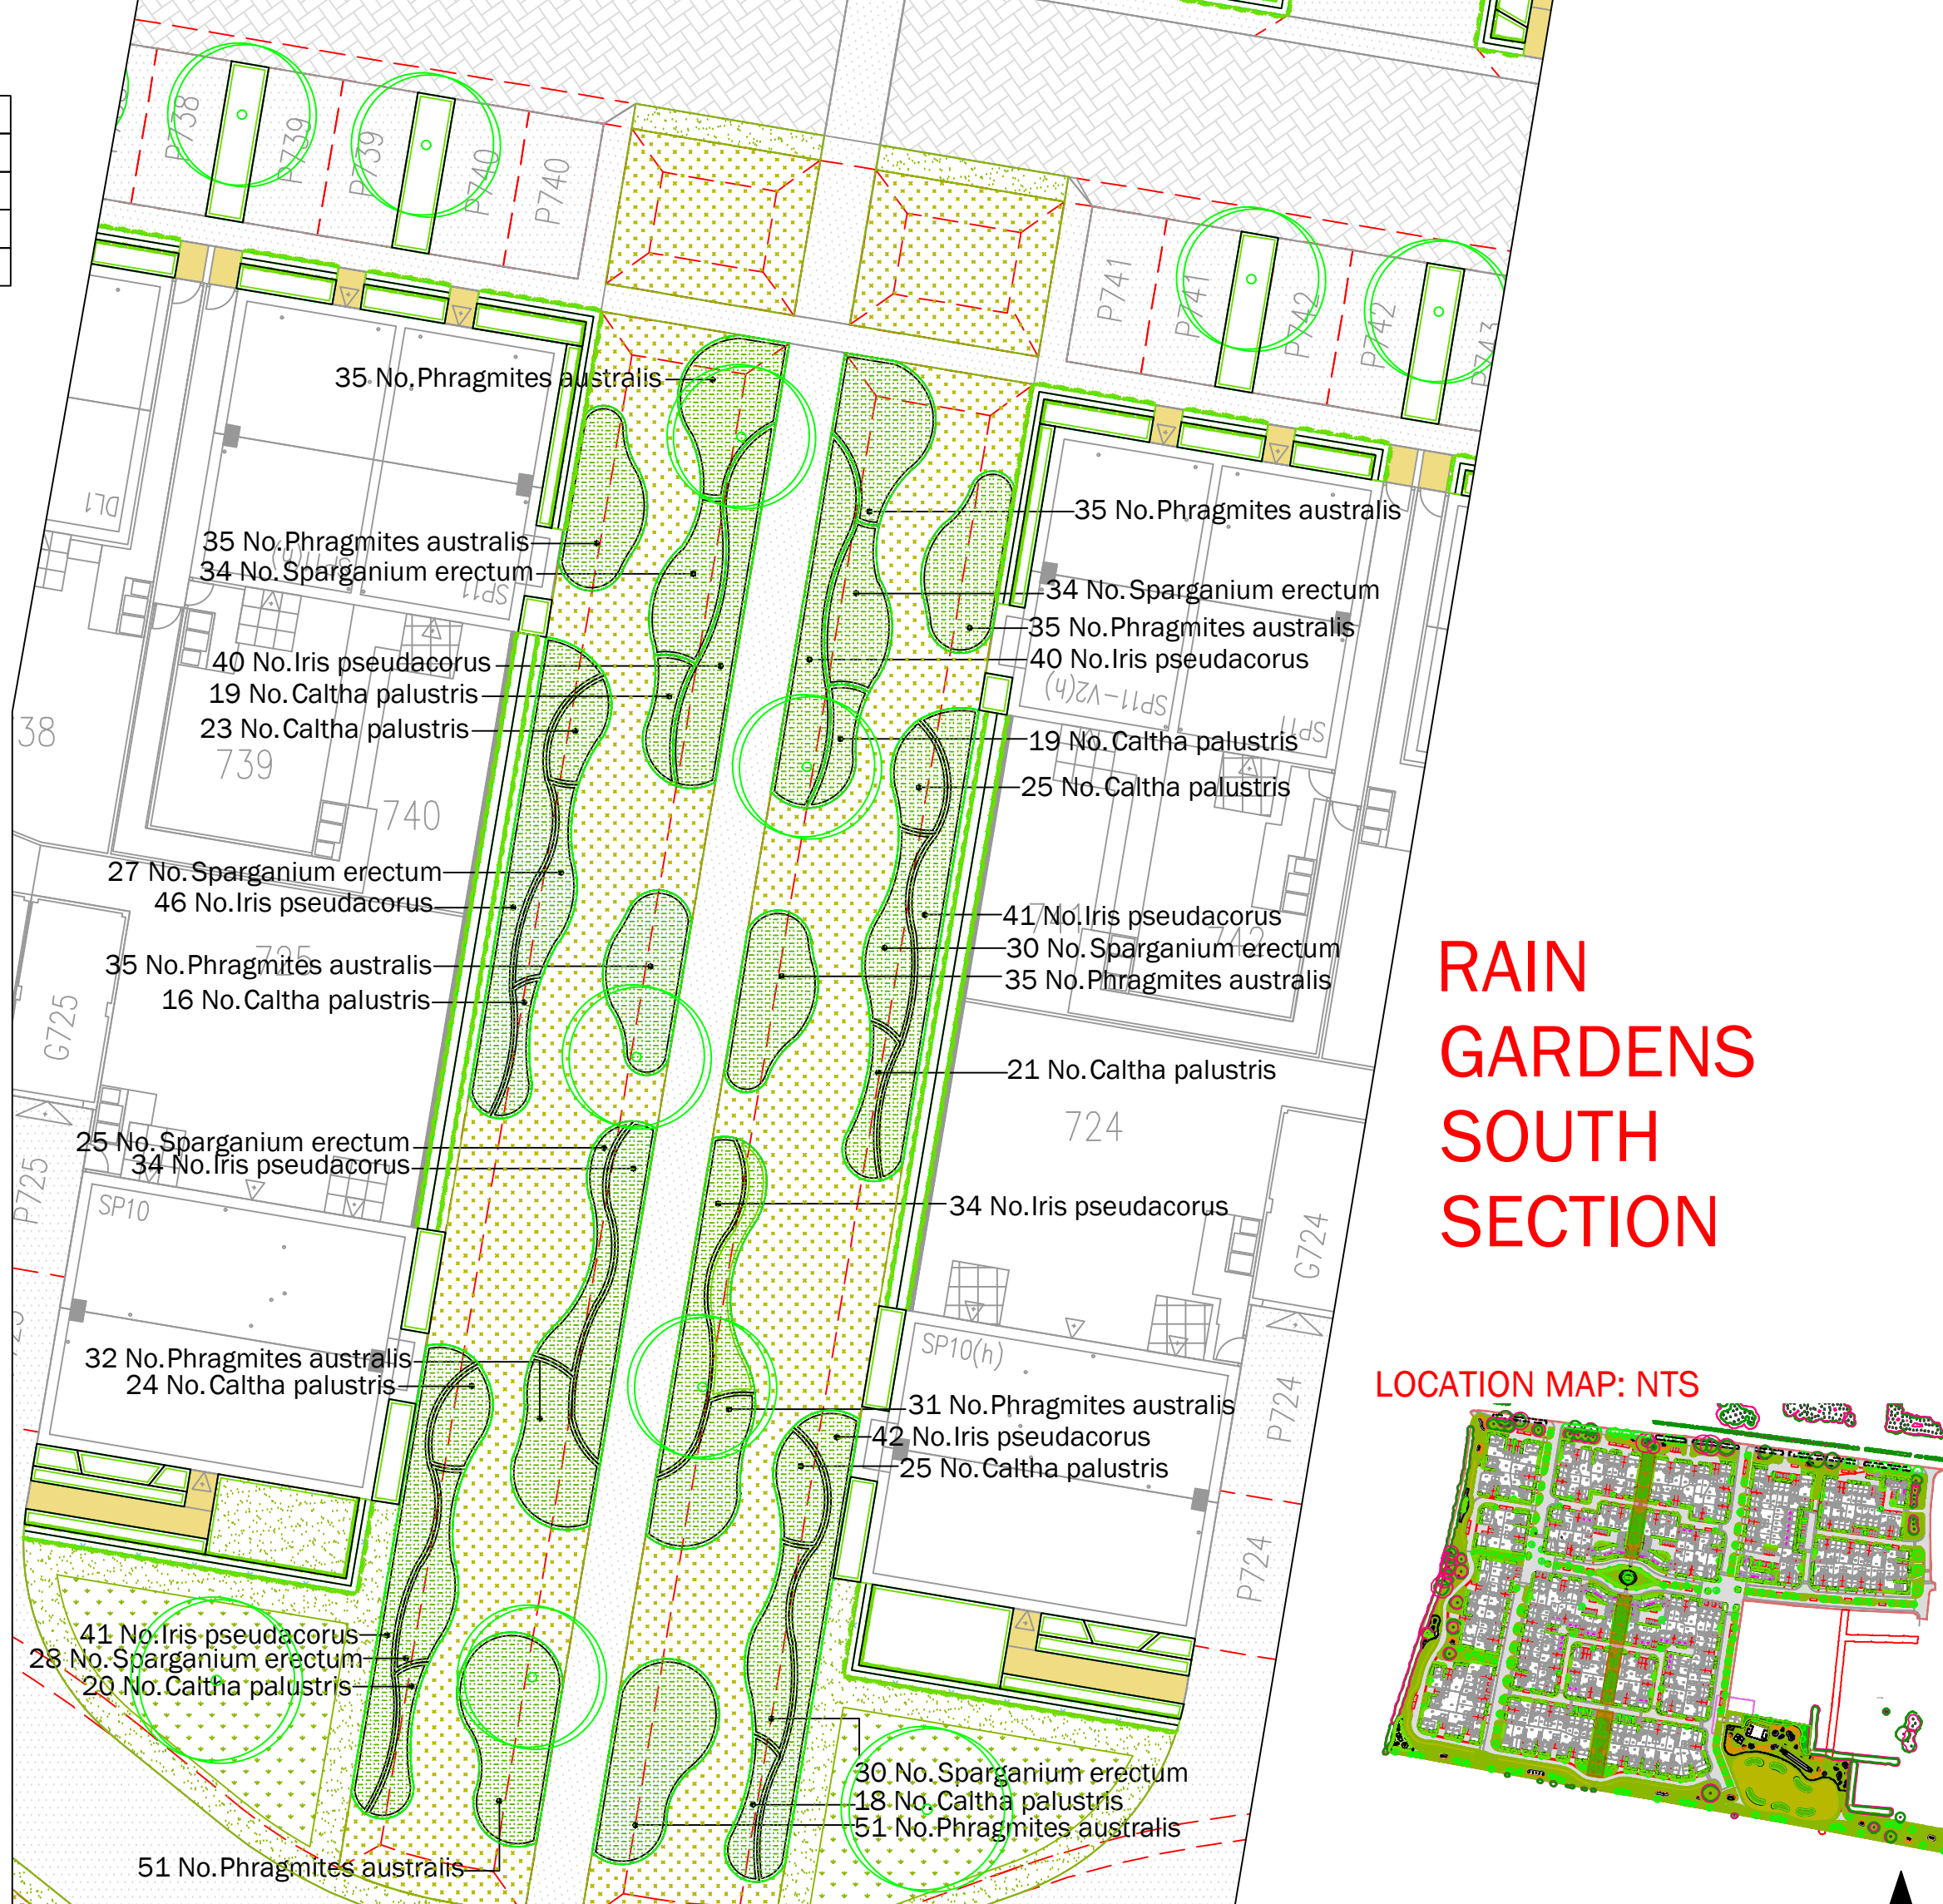 P738
P739
P739
P740
P740
P741
P741
P742
P742
P743
35 No.Phragmites australis
DL1
35 No.Phragmites australis
35 No.Phragmites australis
34 No.Sparganium erectum
SP11
34 No.Sparganium erectum
35 No.Phragmites australis
40 No.Iris pseudacorus
40 No.Iris pseudacorus
19 No.Caltha palustris
SP11-V2(h)
23 No.Caltha palustris
SP11
38
739
19 No.Caltha palustris
25 No.Caltha palustris
740
27 No.Sparganium erectum
46 No.Iris pseudacorus
41 No.Iris pseudacorus
741
742
30 No.Sparganium erectum
725
35 No.Phragmites australis
35 No.Phragmites australis
16 No.Caltha palustris
G725
RAIN
GARDENS
SOUTH
SECTION
21 No.Caltha palustris
724
25 No.Sparganium erectum
34 No.Iris pseudacorus
P725
SP10
34 No.Iris pseudacorus
G724
SP10(h)
32 No.Phragmites australis
24 No.Caltha palustris
LOCATION MAP: NTS
31 No.Phragmites australis
P724
42 No.Iris pseudacorus
25 No.Caltha palustris
P724
41 No.Iris pseudacorus
28 No.Sparganium erectum
20 No.Caltha palustris
30 No.Sparganium erectum
18 No.Caltha palustris
51 No.Phragmites australis
51 No.Phragmites australis